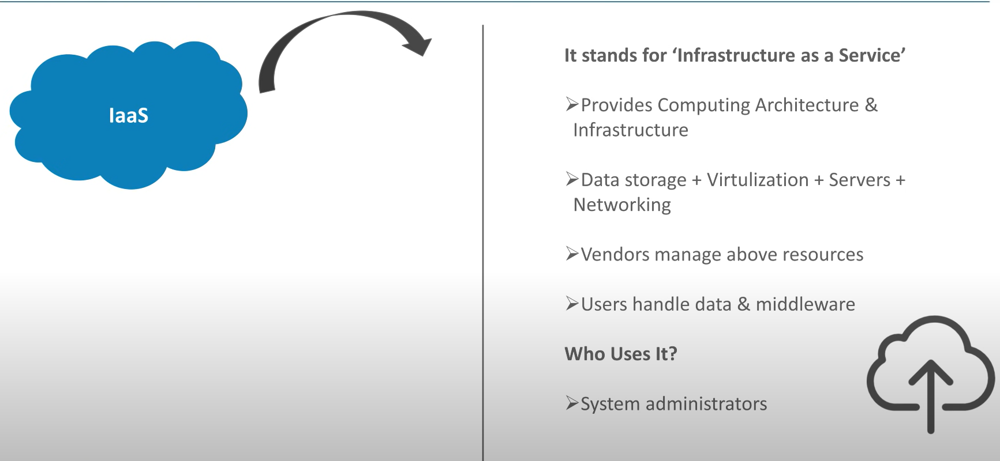 IaaS
It stands for ‘Infrastructure as a Service’
➢Provides Computing Architecture &
Infrastructure
➢Data storage + Virtulization + Servers +
Networking
➢Vendors manage above resources
➢Users handle data & middleware
Who Uses It?
➢System administrators